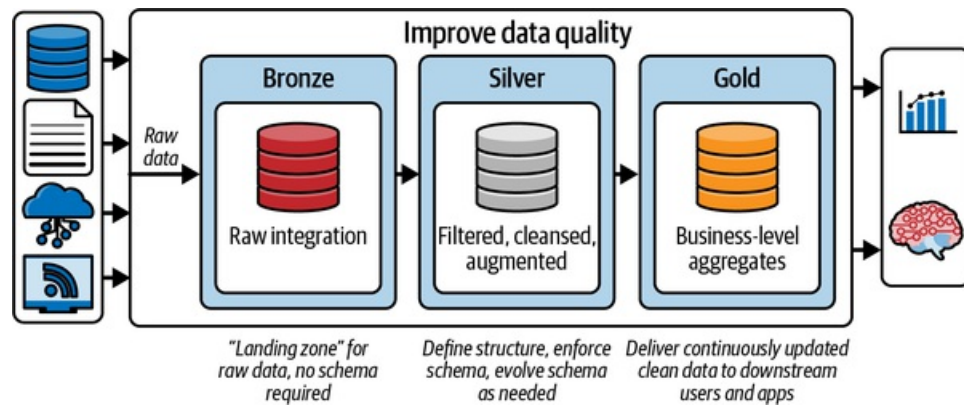 Improve data quality
Bronze
Silver
Gold
Raw
data
Raw integration
Filtered, cleansed,
augmented
Business-level
aggregates
“Landing zone” for
raw data, no schema
required
Define structure, enforce
schema, evolve schema
as needed
Deliver continuously updated
clean data to downstream
users and apps